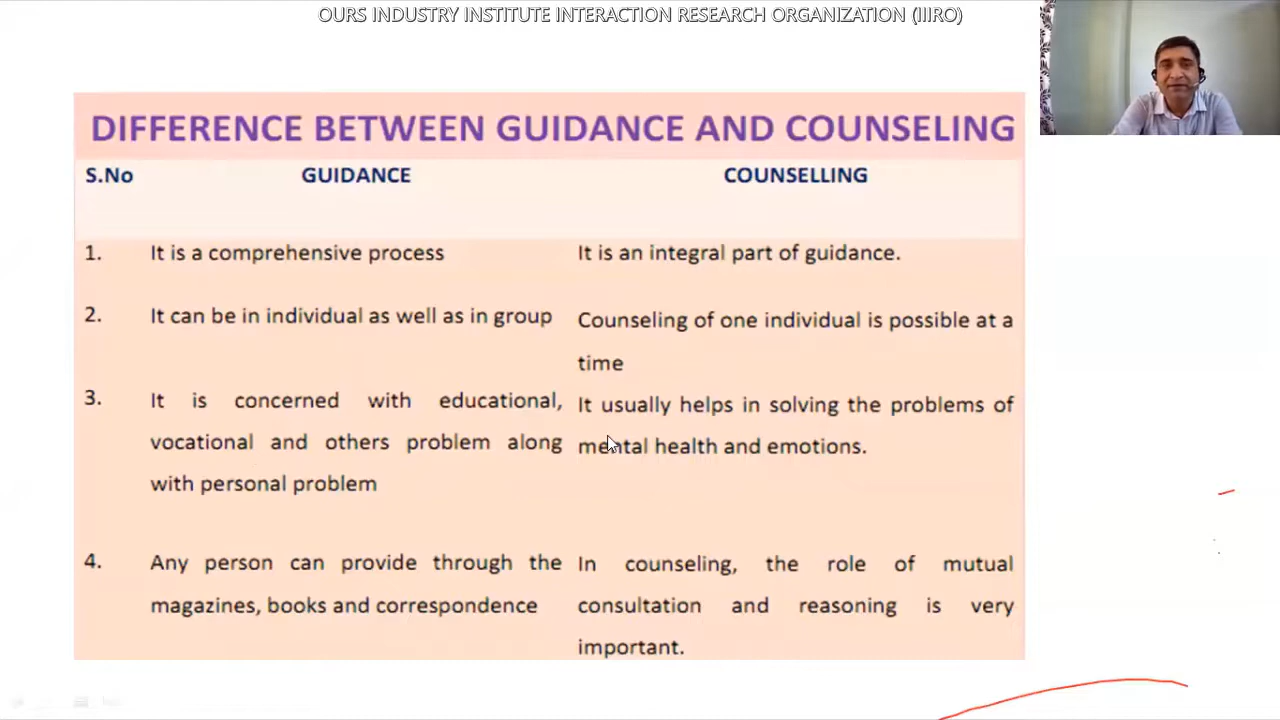 OURS INDUSTRY INSTITUTE INTERACTION RESEARCH ORGANIZATION (IIIRO)
DIFFERENCE BETWEEN GUIDANCE AND COUNSELING
S.No GUIDANCE COUNSELLING
1. It is a comprehensive process It is an integral part of guidance.
2. It can be in individual as well as in group Counseling of one individual is possible at a
time
3. It is concerned with educational, It usually helps in solving the problems of
vocational and others problem along mental health and emotions.
with personal problem
4. Any person can provide through the In counseling, the role of mutual
magazines, books and correspondence consultation and reasoning is very
important.